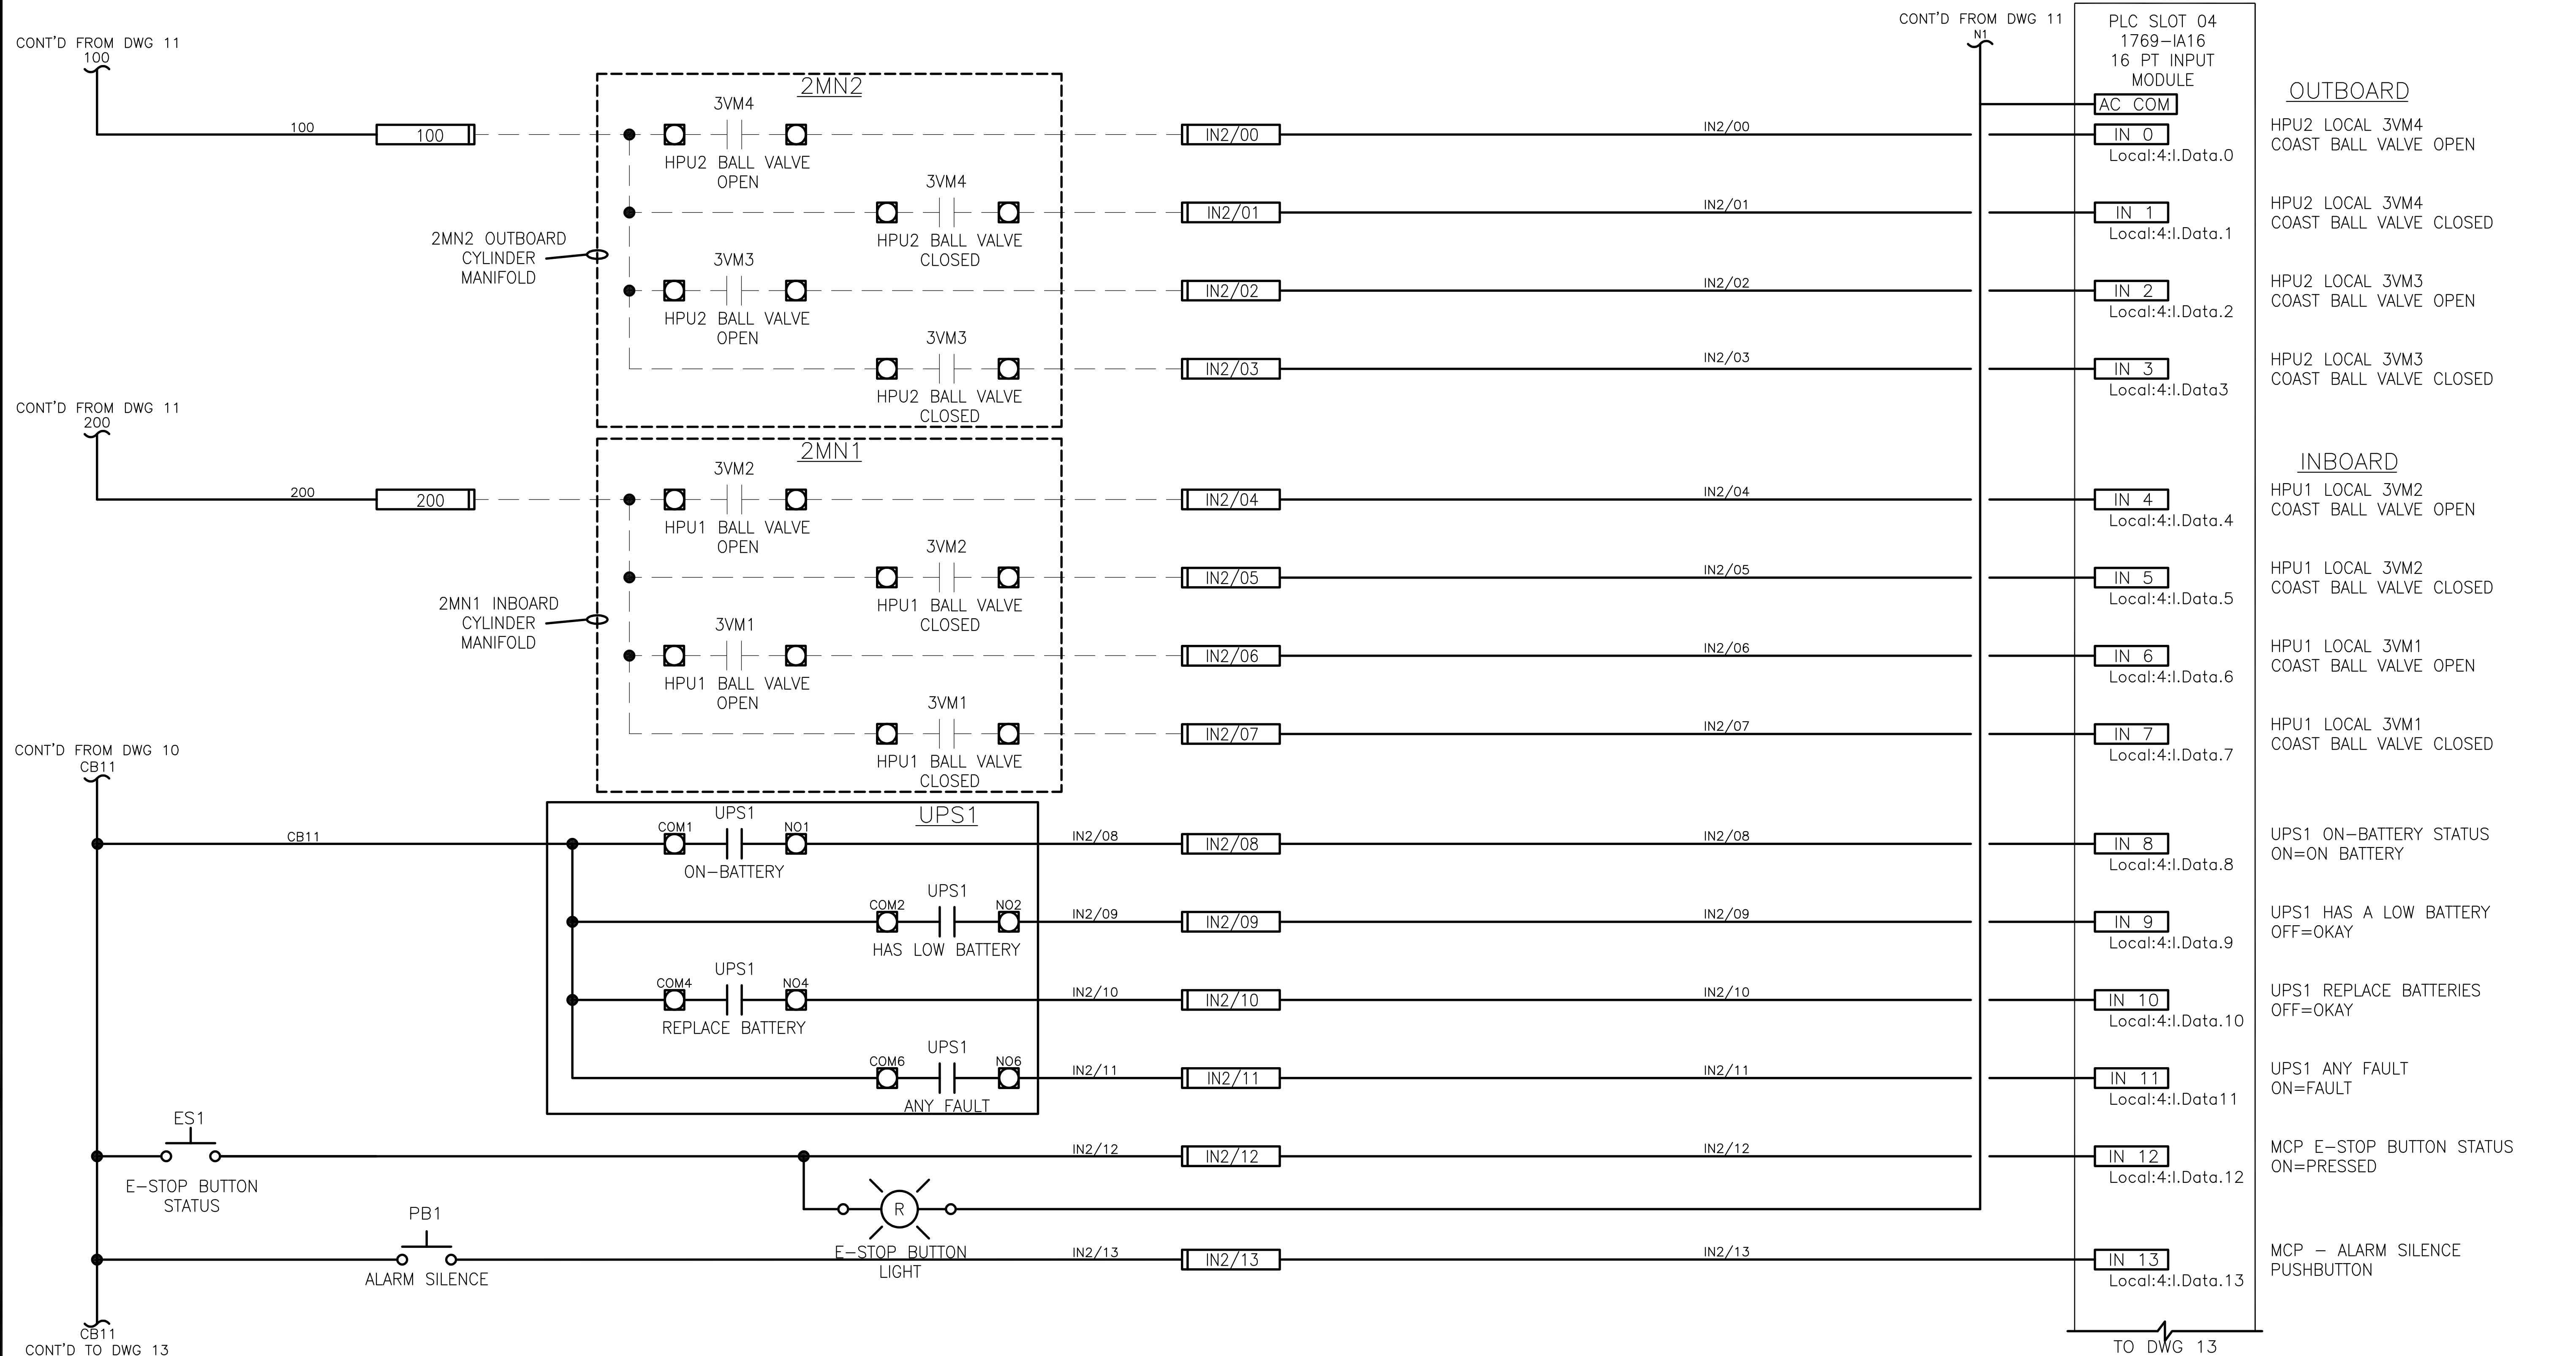 CONT'D FROM DWG 11
100
100
100
CONT'D FROM DWG 11
N1
PLC SLOT 04
1769-IA16
16 PT INPUT
MODULE
AC COM
OUTBOARD
2MN2
3VM4
HPU2 BALL VALVE
OPEN
IN2/00
IN2/00
IN 0
Local:4:I.Data.0
HPU2 LOCAL 3VM4
COAST BALL VALVE OPEN
3VM4
HPU2 BALL VALVE
CLOSED
IN2/01
IN2/01
IN 1
Local:4:I.Data.1
HPU2 LOCAL 3VM4
COAST BALL VALVE CLOSED
2MN2 OUTBOARD
CYLINDER
MANIFOLD
3VM3
HPU2 BALL VALVE
OPEN
IN2/02
IN2/02
IN 2
Local:4:I.Data.2
HPU2 LOCAL 3VM3
COAST BALL VALVE OPEN
3VM3
HPU2 BALL VALVE
CLOSED
IN2/03
IN2/03
IN 3
Local:4:I.Data3
HPU2 LOCAL 3VM3
COAST BALL VALVE CLOSED
CONT'D FROM DWG 11
200
200
200
INBOARD
2MN1
3VM2
HPU1 BALL VALVE
OPEN
IN2/04
IN2/04
IN 4
Local:4:I.Data.4
HPU1 LOCAL 3VM2
COAST BALL VALVE OPEN
3VM2
HPU1 BALL VALVE
CLOSED
IN2/05
IN2/05
IN 5
Local:4:I.Data.5
HPU1 LOCAL 3VM2
COAST BALL VALVE CLOSED
2MN1 INBOARD
CYLINDER
MANIFOLD
3VM1
HPU1 BALL VALVE
OPEN
IN2/06
IN2/06
IN 6
Local:4:I.Data.6
HPU1 LOCAL 3VM1
COAST BALL VALVE OPEN
3VM1
HPU1 BALL VALVE
CLOSED
IN2/07
IN2/07
IN 7
Local:4:I.Data.7
HPU1 LOCAL 3VM1
COAST BALL VALVE CLOSED
CONT'D FROM DWG 10
CB11
CB11
UPS1
UPS1
COM1
NO1
ON-BATTERY
IN2/08
IN2/08
IN2/08
IN 8
Local:4:I.Data.8
UPS1 ON-BATTERY STATUS
ON=ON BATTERY
UPS1
COM2
NO2
HAS LOW BATTERY
IN2/09
IN2/09
IN2/09
IN 9
Local:4:I.Data.9
UPS1 HAS A LOW BATTERY
OFF=OKAY
UPS1
COM4
NO4
REPLACE BATTERY
IN2/10
IN2/10
IN2/10
IN 10
Local:4:I.Data.10
UPS1 REPLACE BATTERIES
OFF=OKAY
UPS1
COM6
NO6
ANY FAULT
IN2/11
IN2/11
IN2/11
IN 11
Local:4:I.Data11
UPS1 ANY FAULT
ON=FAULT
ES1
E-STOP BUTTON
STATUS
IN2/12
IN2/12
IN2/12
IN 12
Local:4:I.Data.12
MCP E-STOP BUTTON STATUS
ON=PRESSED
R
E-STOP BUTTON
LIGHT
PB1
ALARM SILENCE
IN2/13
IN2/13
IN2/13
IN 13
Local:4:I.Data.13
MCP - ALARM SILENCE
PUSHBUTTON
CB11
CONT'D TO DWG 13
TO DWG 13